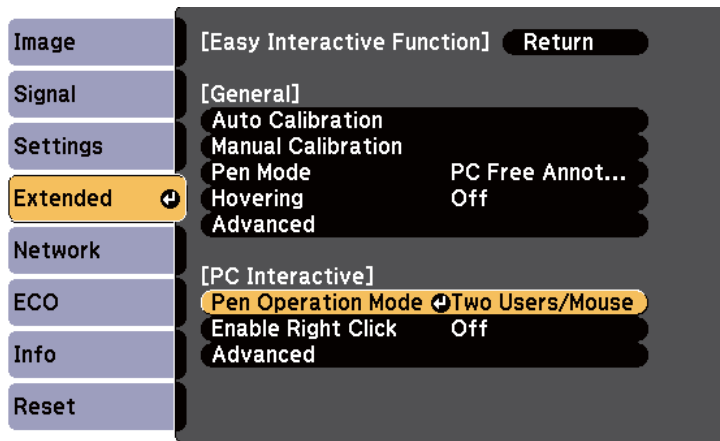 Image
Signal
Settings
Extended
Network
ECO
Info
Reset
[Easy Interactive Function] Return
[General]
Auto Calibration
Manual Calibration
Pen Mode PC Free Annot...
Hovering Off
Advanced
[PC Interactive]
Pen Operation Mode Two Users/Mouse
Enable Right Click Off
Advanced